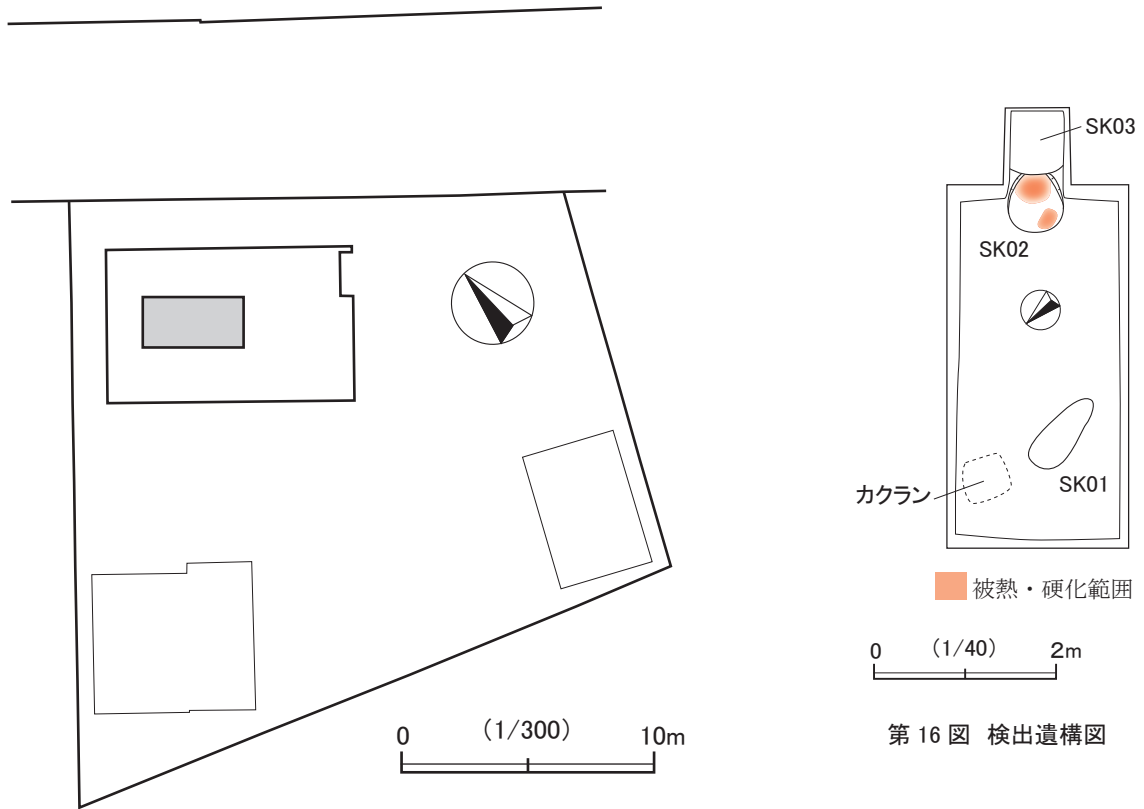 0 (1/300) 10m
SK03
SK02
SK01
カクラン
被熱・硬化範囲
0 (1/40) 2m
第 16 図 検出遺構図